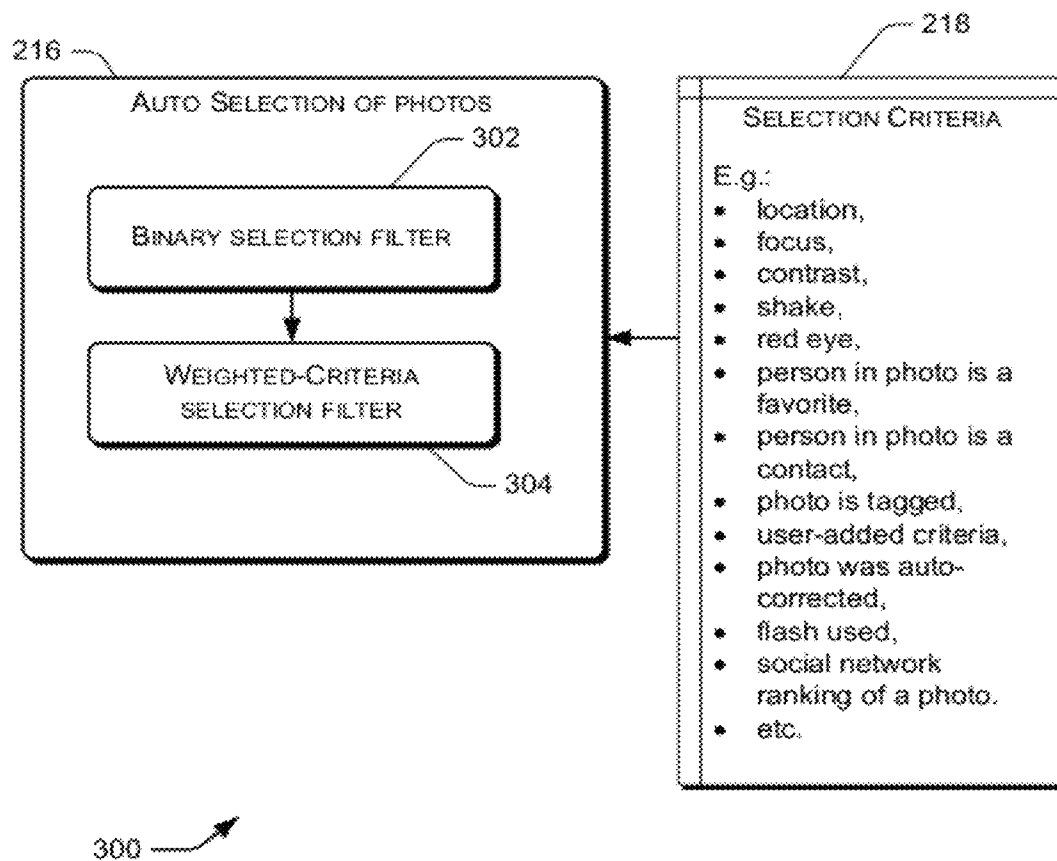 216
AUTO SELECTION OF PHOTOS
302
BINARY SELECTION FILTER
WEIGHTED-CRITERIA
SELECTION FILTER
304
218
SELECTION CRITERIA
E.g.:
• location,
• focus,
• contrast,
• shake,
• red eye,
• person in photo is a
favorite,
• person in photo is a
contact,
• photo is tagged,
• user-added criteria,
• photo was auto-
corrected,
• flash used,
• social network
ranking of a photo.
• etc.
300